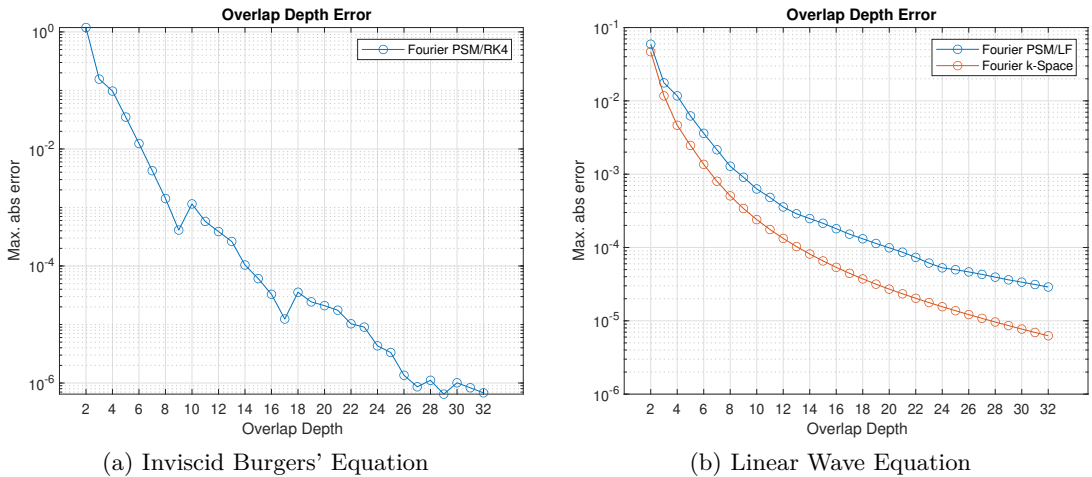 Overlap Depth Error
Fourier PSM/RK4
10^0
10^-2
10^-4
10^-6
Max. abs error
2 4 6 8 10 12 14 16 18 20 22 24 26 28 30 32
Overlap Depth
(a) Inviscid Burgers' Equation
Overlap Depth Error
Fourier PSM/LF
Fourier k-Space
10^-1
10^-2
10^-3
10^-4
10^-5
10^-6
Max. abs error
2 4 6 8 10 12 14 16 18 20 22 24 26 28 30 32
Overlap Depth
(b) Linear Wave Equation